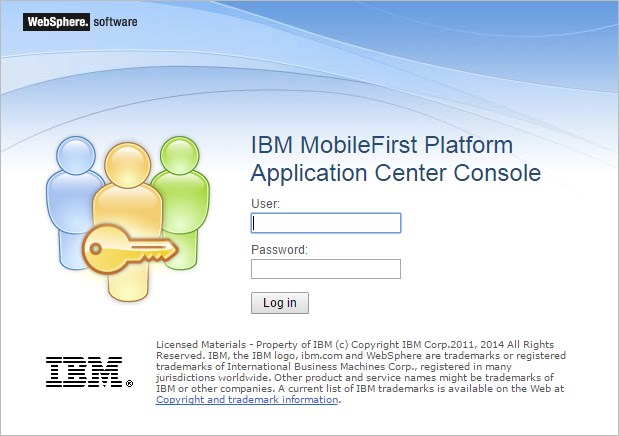 WebSphere. software
IBM MobileFirst Platform
Application Center Console
User:
Password:
Log in
Licensed Materials - Property of IBM (c) Copyright IBM Corp.2011, 2014 All Rights
Reserved. IBM, the IBM logo, ibm.com and WebSphere are trademarks or registered
trademarks of International Business Machines Corp., registered in many
jurisdictions worldwide. Other product and service names might be trademarks of
IBM or other companies. A current list of IBM trademarks is available on the Web at
Copyright and trademark information.
IBM®